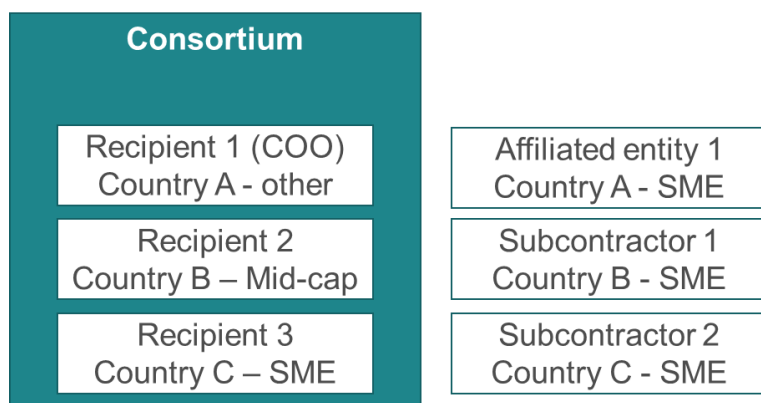 Consortium
Recipient 1 (COO)
Country A - other
Affiliated entity 1
Country A - SME
Recipient 2
Country B – Mid-cap
Subcontractor 1
Country B - SME
Recipient 3
Country C – SME
Subcontractor 2
Country C - SME